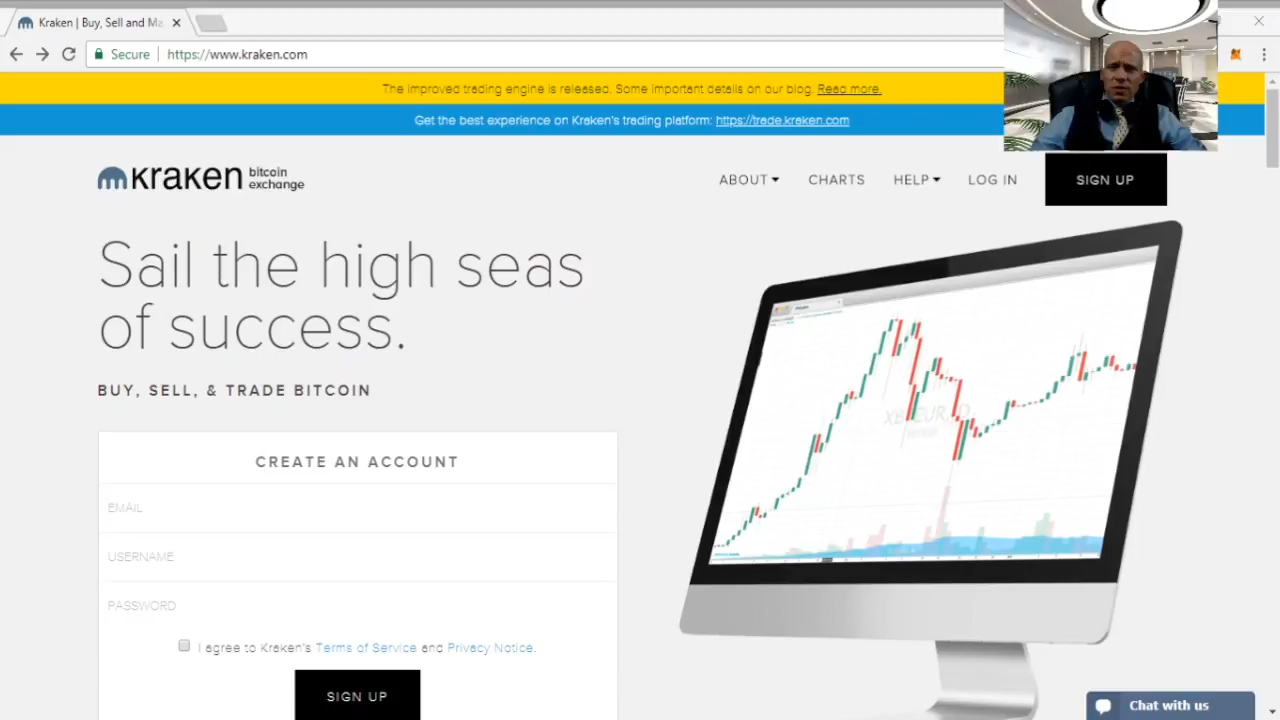 Kraken | Buy, Sell and Ma
Secure
https://www.kraken.com
The improved trading engine is released. Some important details on our blog. Read more.
Get the best experience on Kraken's trading platform: https://trade.kraken.com
kraken bitcoin exchange
ABOUT
CHARTS
HELP
LOG IN
SIGN UP
Sail the high seas
of success.
BUY, SELL, & TRADE BITCOIN
CREATE AN ACCOUNT
EMAIL
USERNAME
PASSWORD
I agree to Kraken's Terms of Service and Privacy Notice.
SIGN UP
Chat with us